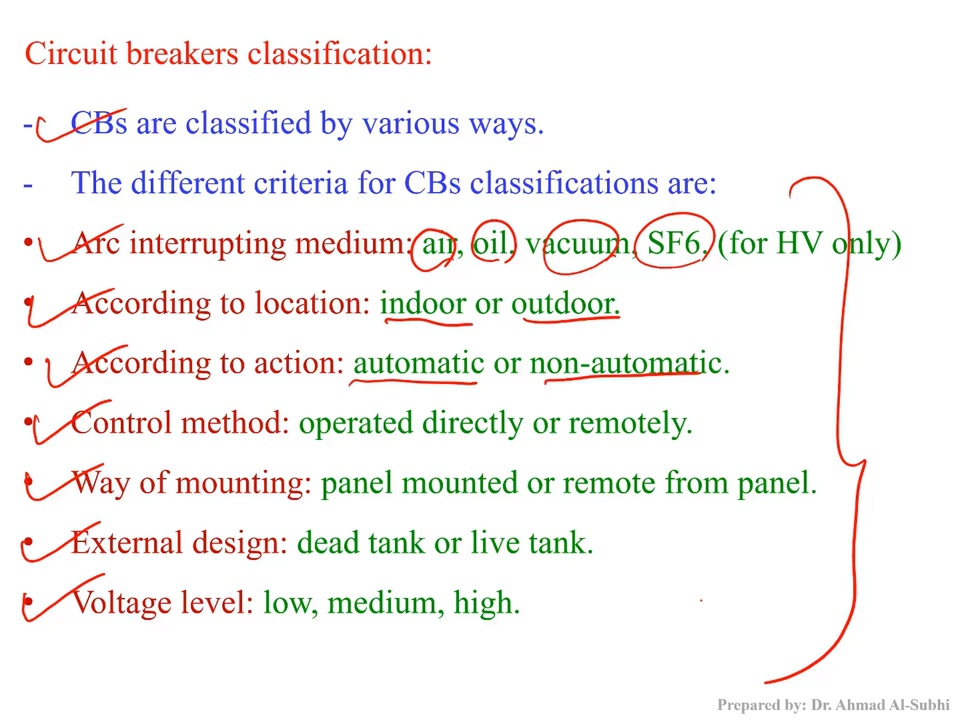 Circuit breakers classification:
- CBs are classified by various ways.
- The different criteria for CBs classifications are:
• Arc interrupting medium: air, oil, vacuum, SF6, (for HV only)
• According to location: indoor or outdoor.
• According to action: automatic or non-automatic.
• Control method: operated directly or remotely.
• Way of mounting: panel mounted or remote from panel.
• External design: dead tank or live tank.
• Voltage level: low, medium, high.
Prepared by: Dr. Ahmad Al-Subhi